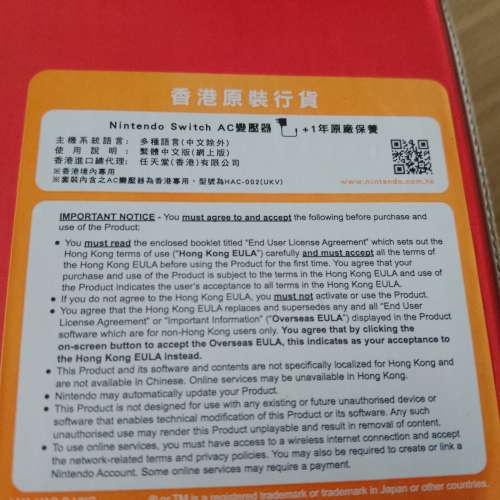 香港原裝行貨
Nintendo Switch AC變壓器 +1年原廠保養
主機系統語言: 多種語言(中文除外)
使用說明: 繁體中文版(網上版)
香港進口總代理: 任天堂(香港)有限公司
※香港境內專用
※套裝內含之AC變壓器為香港專用，型號為HAC-002(UKV)
www.nintendo.com.hk
IMPORTANT NOTICE - You must agree to and accept the following before purchase and
use of the Product:
• You must read the enclosed booklet titled "End User License Agreement" which sets out the
Hong Kong terms of use ("Hong Kong EULA") carefully and must accept all the terms of
the Hong Kong EULA before using the Product for the first time. You agree that your
purchase and use of the Product is subject to the terms in the Hong Kong EULA and use of
the Product indicates the user's acceptance to all terms in the Hong Kong EULA.
• If you do not agree to the Hong Kong EULA, you must not activate or use the Product.
• You agree that the Hong Kong EULA replaces and supersedes any and all "End User
License Agreement" or "Important Information" ("Overseas EULA") displayed in the Product
software which are for non-Hong Kong users only. You agree that by clicking the
on-screen button to accept the Overseas EULA, this indicates as your acceptance to
the Hong Kong EULA instead.
• This Product and its software and contents are not specifically localized for Hong Kong and
are not available in Chinese. Online services may be unavailable in Hong Kong.
• Nintendo may automatically update your Product.
• This Product is not designed for use with any existing or future unauthorised device or
software that enables technical modification of this Product or its software. Any such
unauthorised use may render this Product unplayable and result in removal of content.
• To use online services, you must have access to a wireless internet connection and accept
the network-related terms and privacy policies. You may also be required to create or link a
Nintendo Account. Some online services may require a payment.
® or TM is a registered trademark or trademark in Japan or other countries.